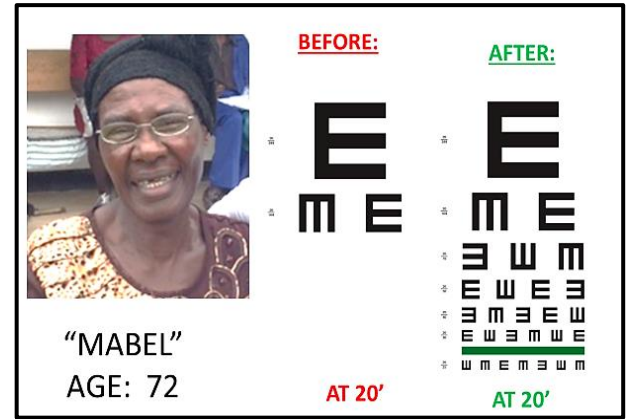 BEFORE:
E
M E
AT 20’
AFTER:
E
M E
Ǝ W M
E W E Ǝ
Ǝ M Ǝ E W
E W Ǝ M W E
W M E M Ǝ W M
AT 20’
“MABEL”
AGE: 72